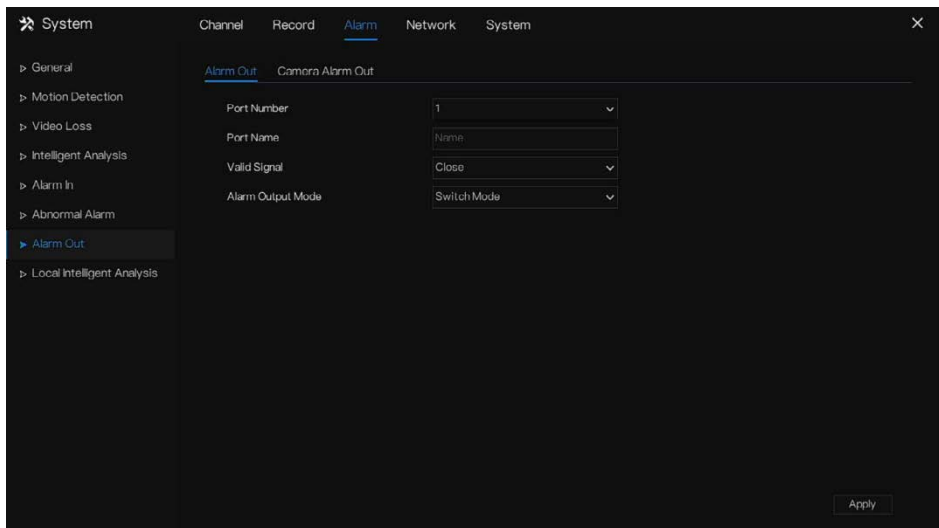 System
Channel Record Alarm Network System
General
Motion Detection
Video Loss
Intelligent Analysis
Alarm In
Abnormal Alarm
Alarm Out
Local Intelligent Analysis
Alarm Out Camera Alarm Out
Port Number 1
Port Name Name
Valid Signal Close
Alarm Output Mode Switch Mode
Apply